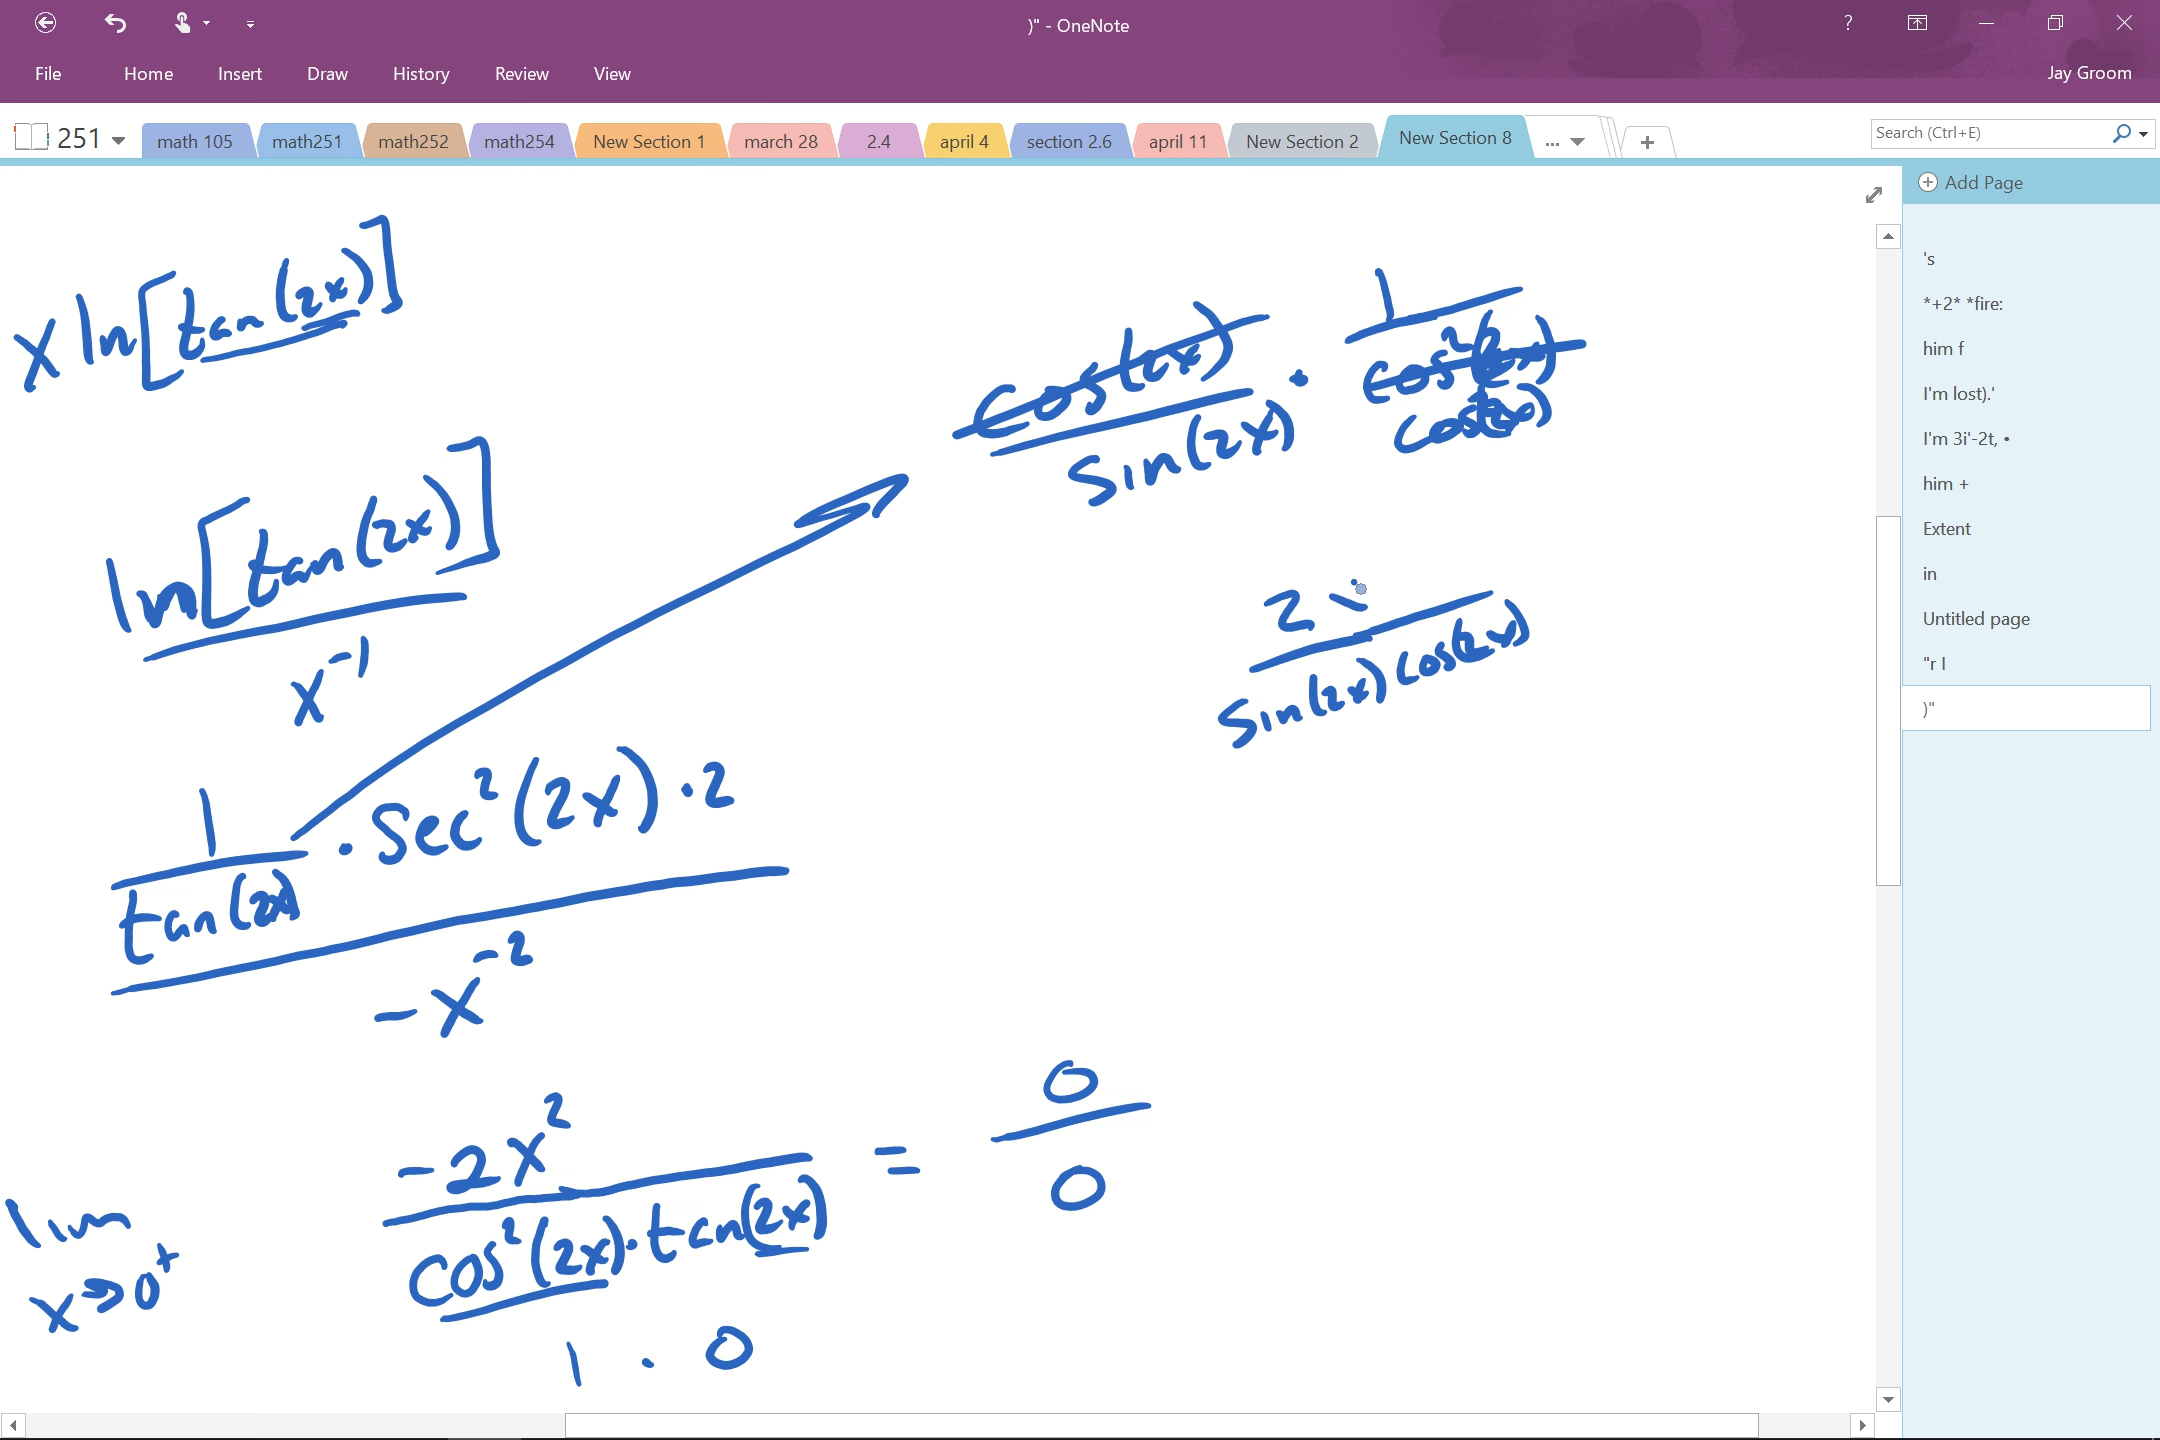 )" - OneNote
?
File Home Insert Draw History Review View
Jay Groom
251 math 105 math251 math252 math254 New Section 1 march 28 2.4 april 4 section 2.6 april 11 New Section 2 New Section 8 ... +
Search (Ctrl+E)
Add Page
's
*+2* *fire:
him f
I'm lost).'
I'm 3i'-2t, •
him +
Extent
in
Untitled page
"r I
)"
x ln[tan(2x)]
ln[tan(2x)]
x⁻¹
1 · sec²(2x) · 2
tan(2x)
-x⁻²
lim
x→0⁺
-2x² = 0
cos²(2x) · tan(2x) 0
1 · 0
cos(2x) · 1
sin(2x) cos²(2x)
cos(2x)
2
sin(2x) cos(2x)